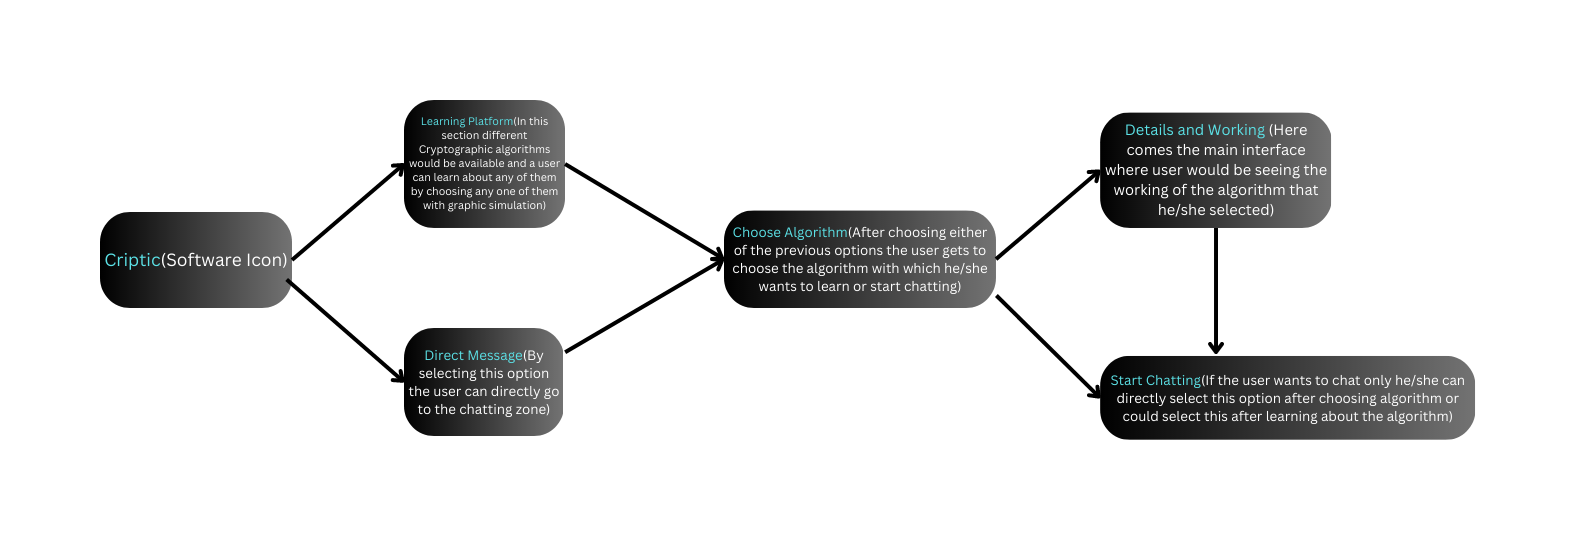 Criptic(Software Icon)
Learning Platform(In this
section different
Cryptographic algorithms
would be available and a user
can learn about any of them
by choosing any one of them
with graphic simulation)
Direct Message(By
selecting this option
the user can directly go
to the chatting zone)
Choose Algorithm(After choosing either
of the previous options the user gets to
choose the algorithm with which he/she
wants to learn or start chatting)
Details and Working (Here
comes the main interface
where user would be seeing the
working of the algorithm that
he/she selected)
Start Chatting(If the user wants to chat only he/she can
directly select this option after choosing algorithm or
could select this after learning about the algorithm)